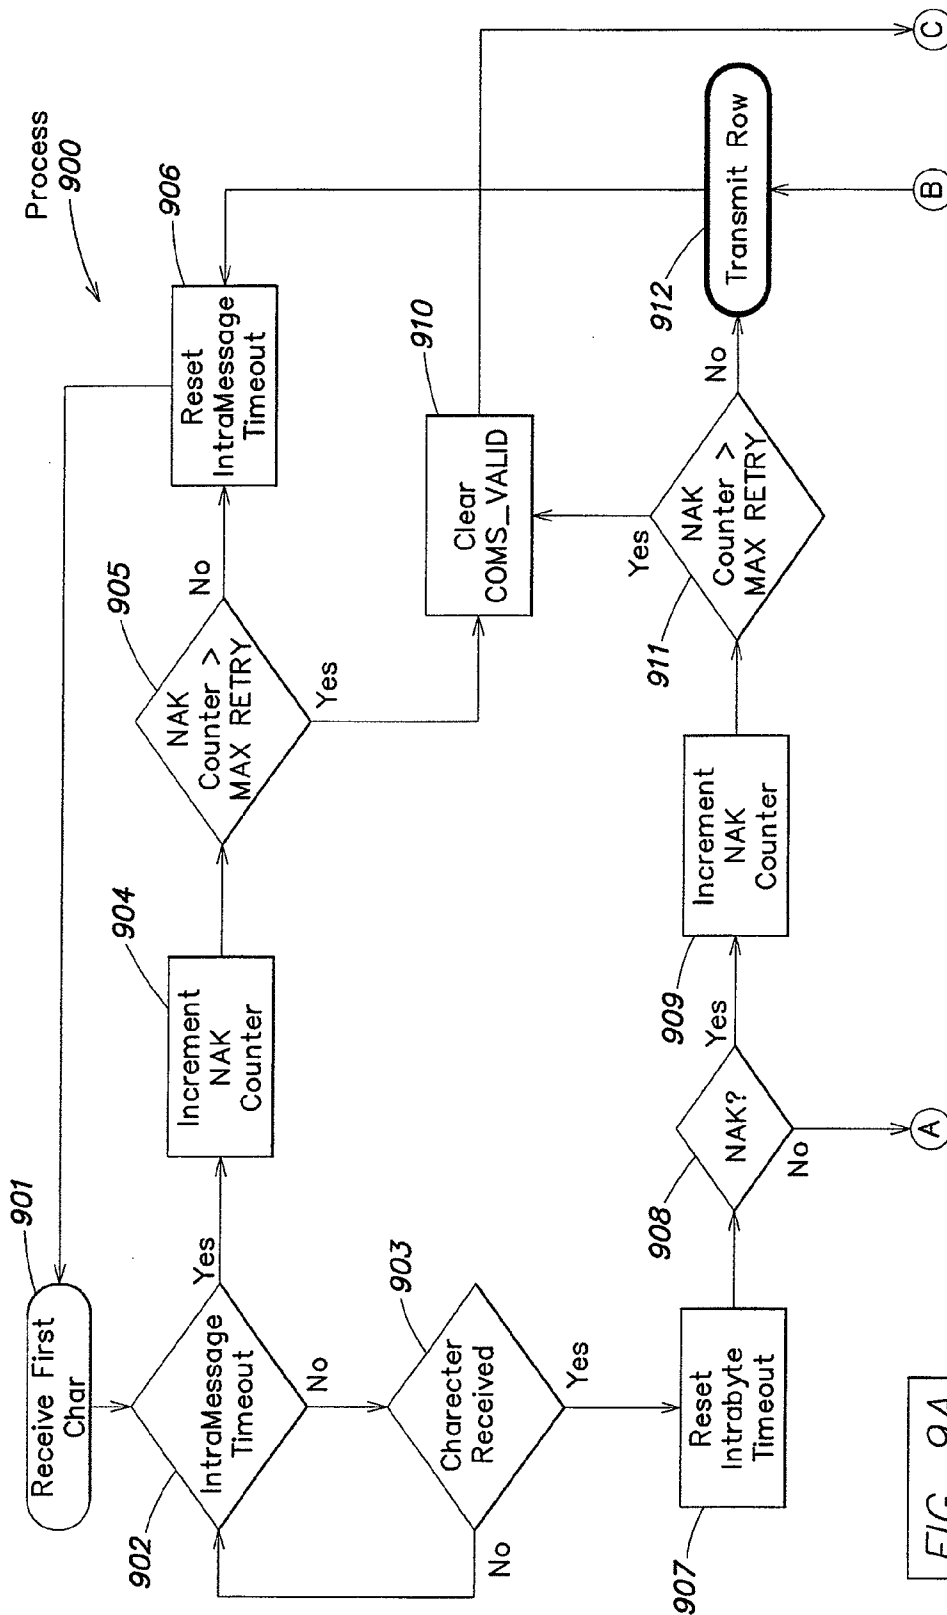 Process
900
901
Receive First
Char
902
IntraMessage
Timeout
Yes
No
903
Charecter
Received
No
Yes
904
Increment
NAK
Counter
905
NAK
Counter >
MAX RETRY
No
Yes
906
Reset
IntraMessage
Timeout
907
Reset
Intrabyte
Timeout
908
NAK?
Yes
No
A
909
Increment
NAK
Counter
910
Clear
COMS_VALID
911
NAK
Counter >
MAX RETRY
Yes
No
912
Transmit Row
B
C
FIG. 9A